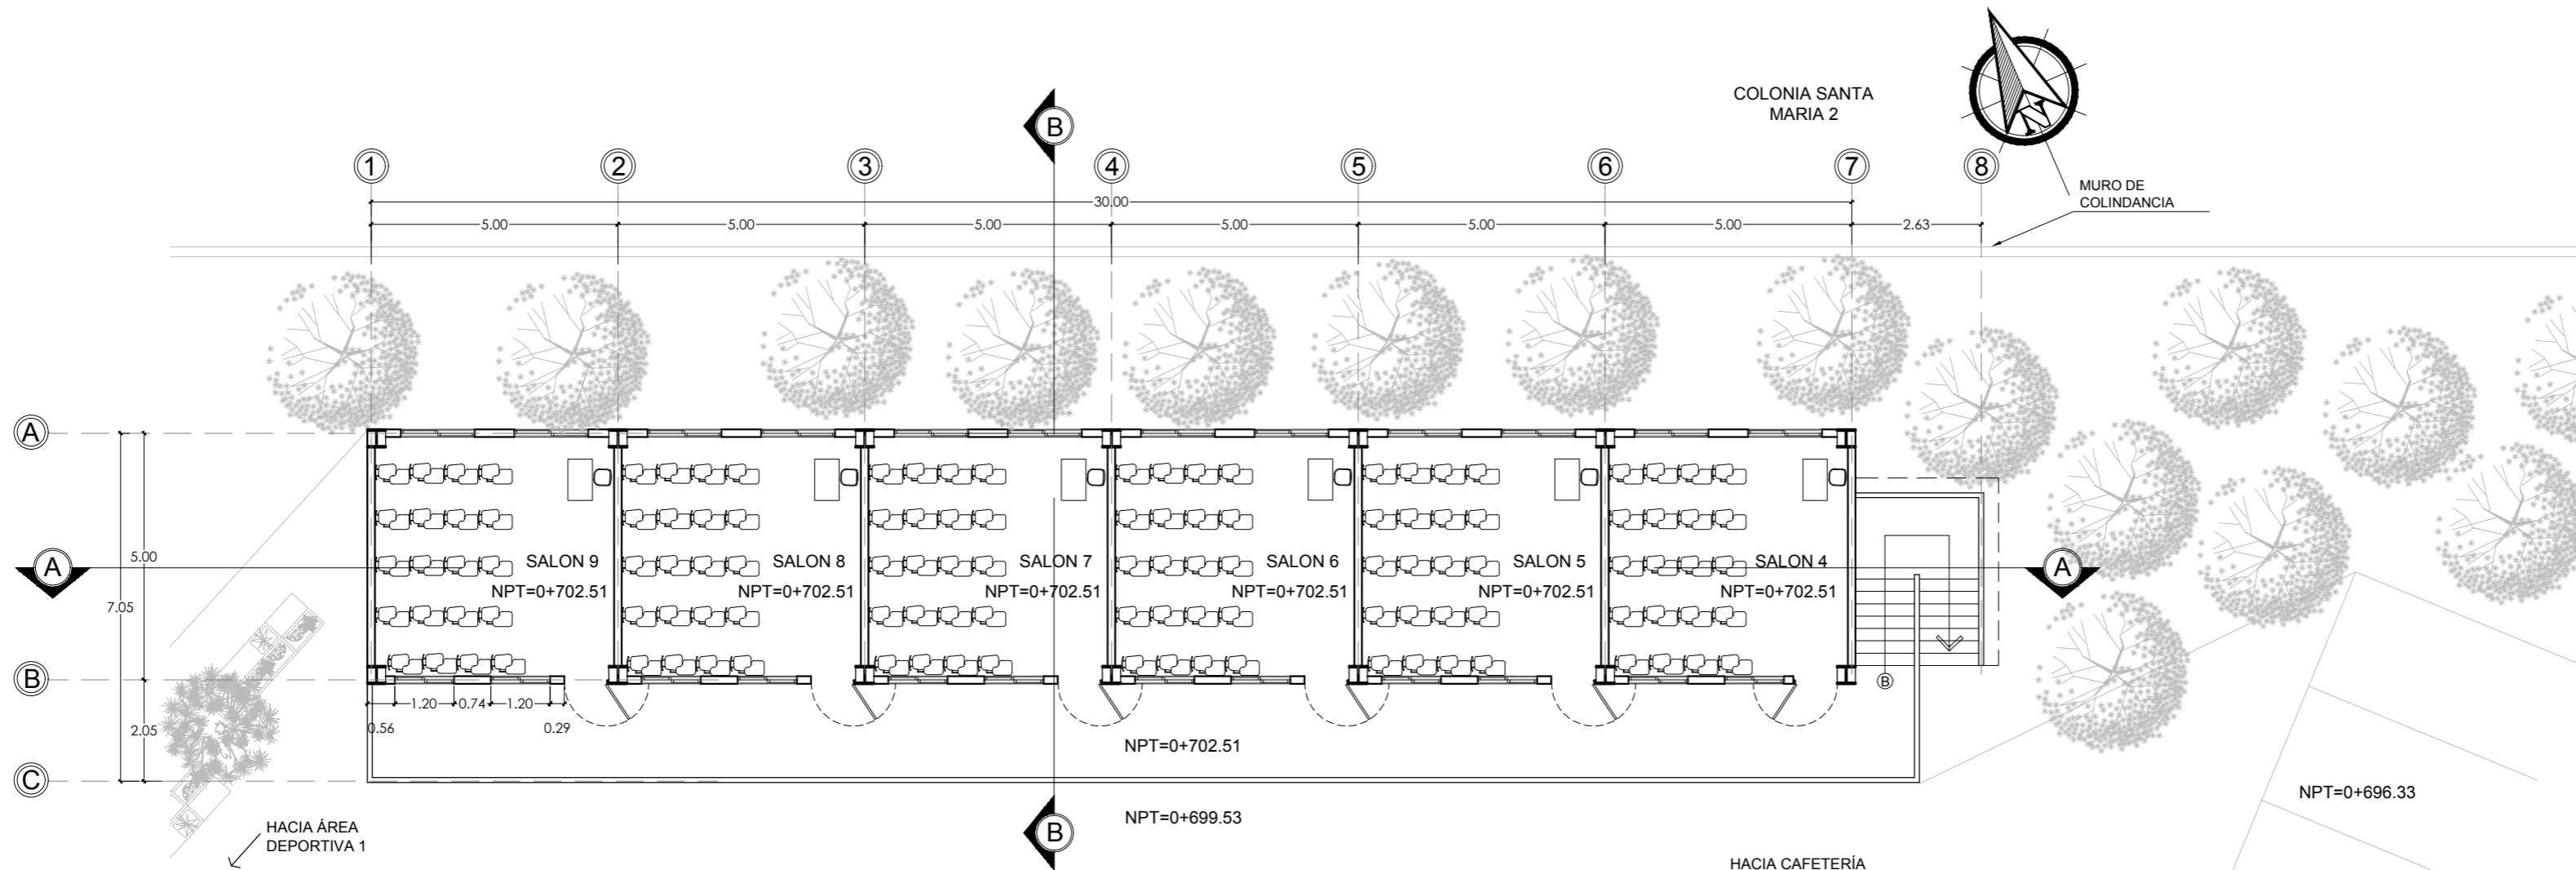 COLONIA SANTA
MARIA 2
N
B
1
2
3
4
5
6
7
8
MURO DE
COLINDANCIA
30.00
5.00
5.00
5.00
5.00
5.00
5.00
2.63
A
5.00
7.05
2.05
A
B
C
SALON 9
NPT=0+702.51
SALON 8
NPT=0+702.51
SALON 7
NPT=0+702.51
SALON 6
NPT=0+702.51
SALON 5
NPT=0+702.51
SALON 4
NPT=0+702.51
A
B
1.20
0.74
1.20
0.56
0.29
NPT=0+702.51
NPT=0+699.53
B
NPT=0+696.33
HACIA ÁREA
DEPORTIVA 1
HACIA CAFETERÍA